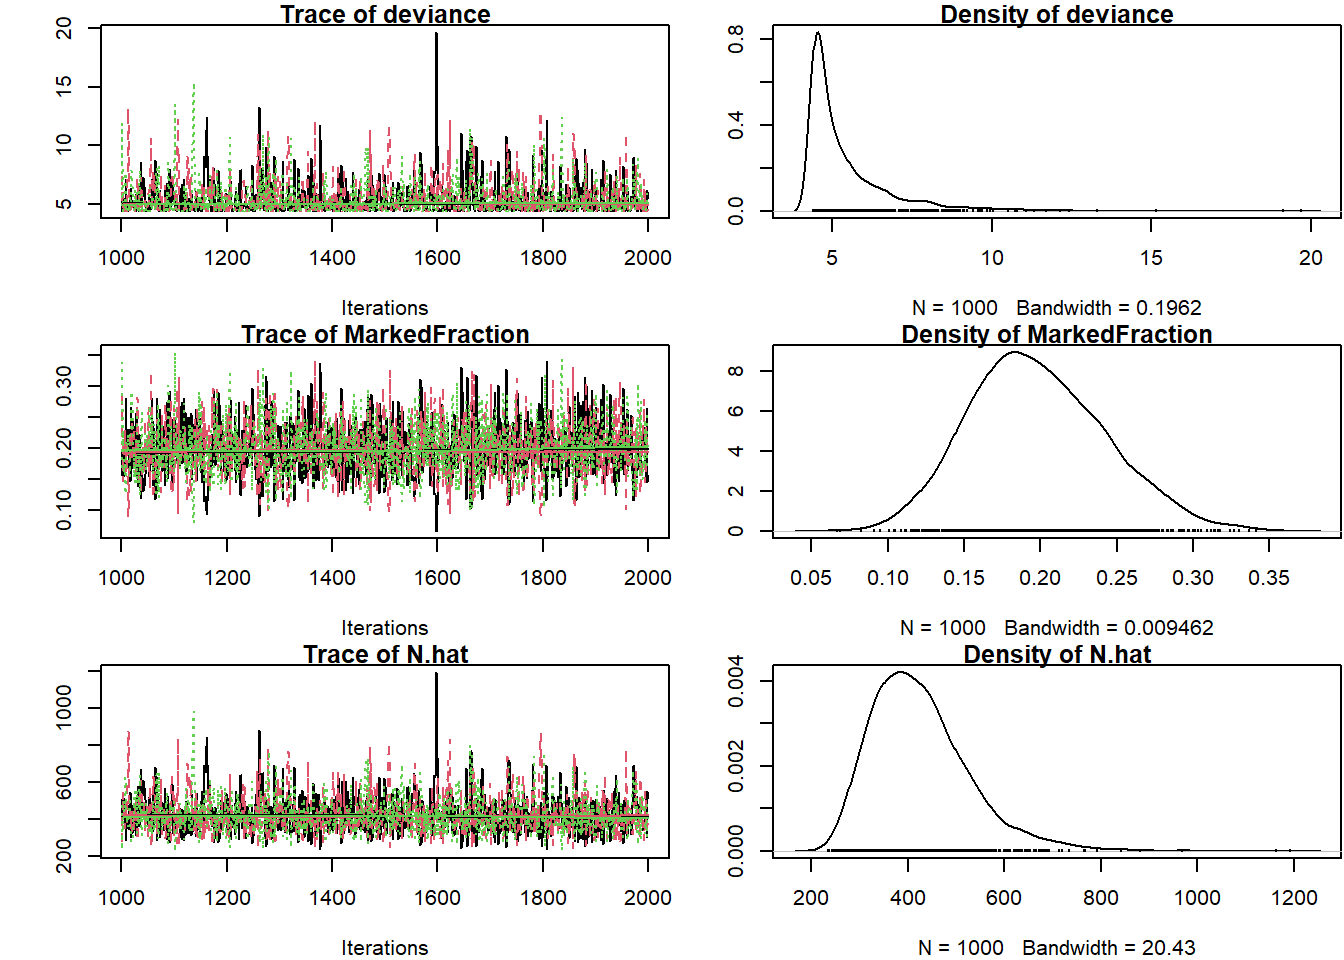 Trace of deviance
20
15
10
5
1000 1200 1400 1600 1800 2000
Iterations
Density of deviance
0.8
0.4
0.0
5 10 15 20
N = 1000 Bandwidth = 0.1962
Trace of MarkedFraction
0.30
0.20
0.10
1000 1200 1400 1600 1800 2000
Iterations
Density of MarkedFraction
8
6
4
2
0
0.05 0.10 0.15 0.20 0.25 0.30 0.35
N = 1000 Bandwidth = 0.009462
Trace of N.hat
1000
600
200
1000 1200 1400 1600 1800 2000
Iterations
Density of N.hat
0.004
0.002
0.000
200 400 600 800 1000 1200
N = 1000 Bandwidth = 20.43